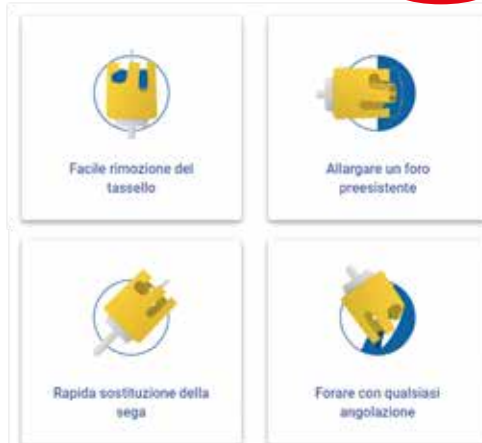 Facile rimozione del
tassello
Allargare un foro
preesistente
Rapida sostituzione della
sega
Forare con qualsiasi
angolazione